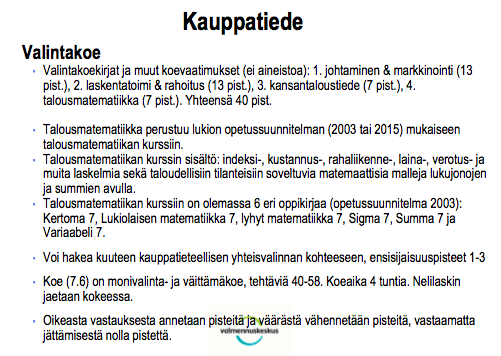 Kauppatiede
Valintakoe
• Valintakoekirjat ja muut koevaatimukset (ei aineistoa): 1. johtaminen & markkinointi (13
pist.), 2. laskentatoimi & rahoitus (13 pist.), 3. kansantaloustiede (7 pist.), 4.
talousmatematiikka (7 pist.). Yhteensä 40 pist.
• Talousmatematiikka perustuu lukion opetussuunnitelman (2003 tai 2015) mukaiseen
talousmatematiikan kurssiin.
• Talousmatematiikan kurssin sisältö: indeksi-, kustannus-, rahaliikenne-, laina-, verotus- ja
muita laskelmia sekä taloudellisiin tilanteisiin soveltuvia matemaattisia malleja lukujonojen
ja summien avulla.
• Talousmatematiikan kurssiin on olemassa 6 eri oppikirjaa (opetussuunnitelma 2003):
Kertoma 7, Lukiolaisen matematiikka 7, lyhyt matematiikka 7, Sigma 7, Summa 7 ja
Variaabeli 7.
• Voi hakea kuuteen kauppatieteellisen yhteisvalinnan kohteeseen, ensisijaisuuspisteet 1-3
• Koe (7.6) on monivalinta- ja väittämäkoe, tehtäviä 40-58. Koeaika 4 tuntia. Nelilaskin
jaetaan kokeessa.
• Oikeasta vastauksesta annetaan pisteitä ja väärästä vähennetään pisteitä, vastaamatta
jättämisestä nolla pistettä.
valmennuskeskus